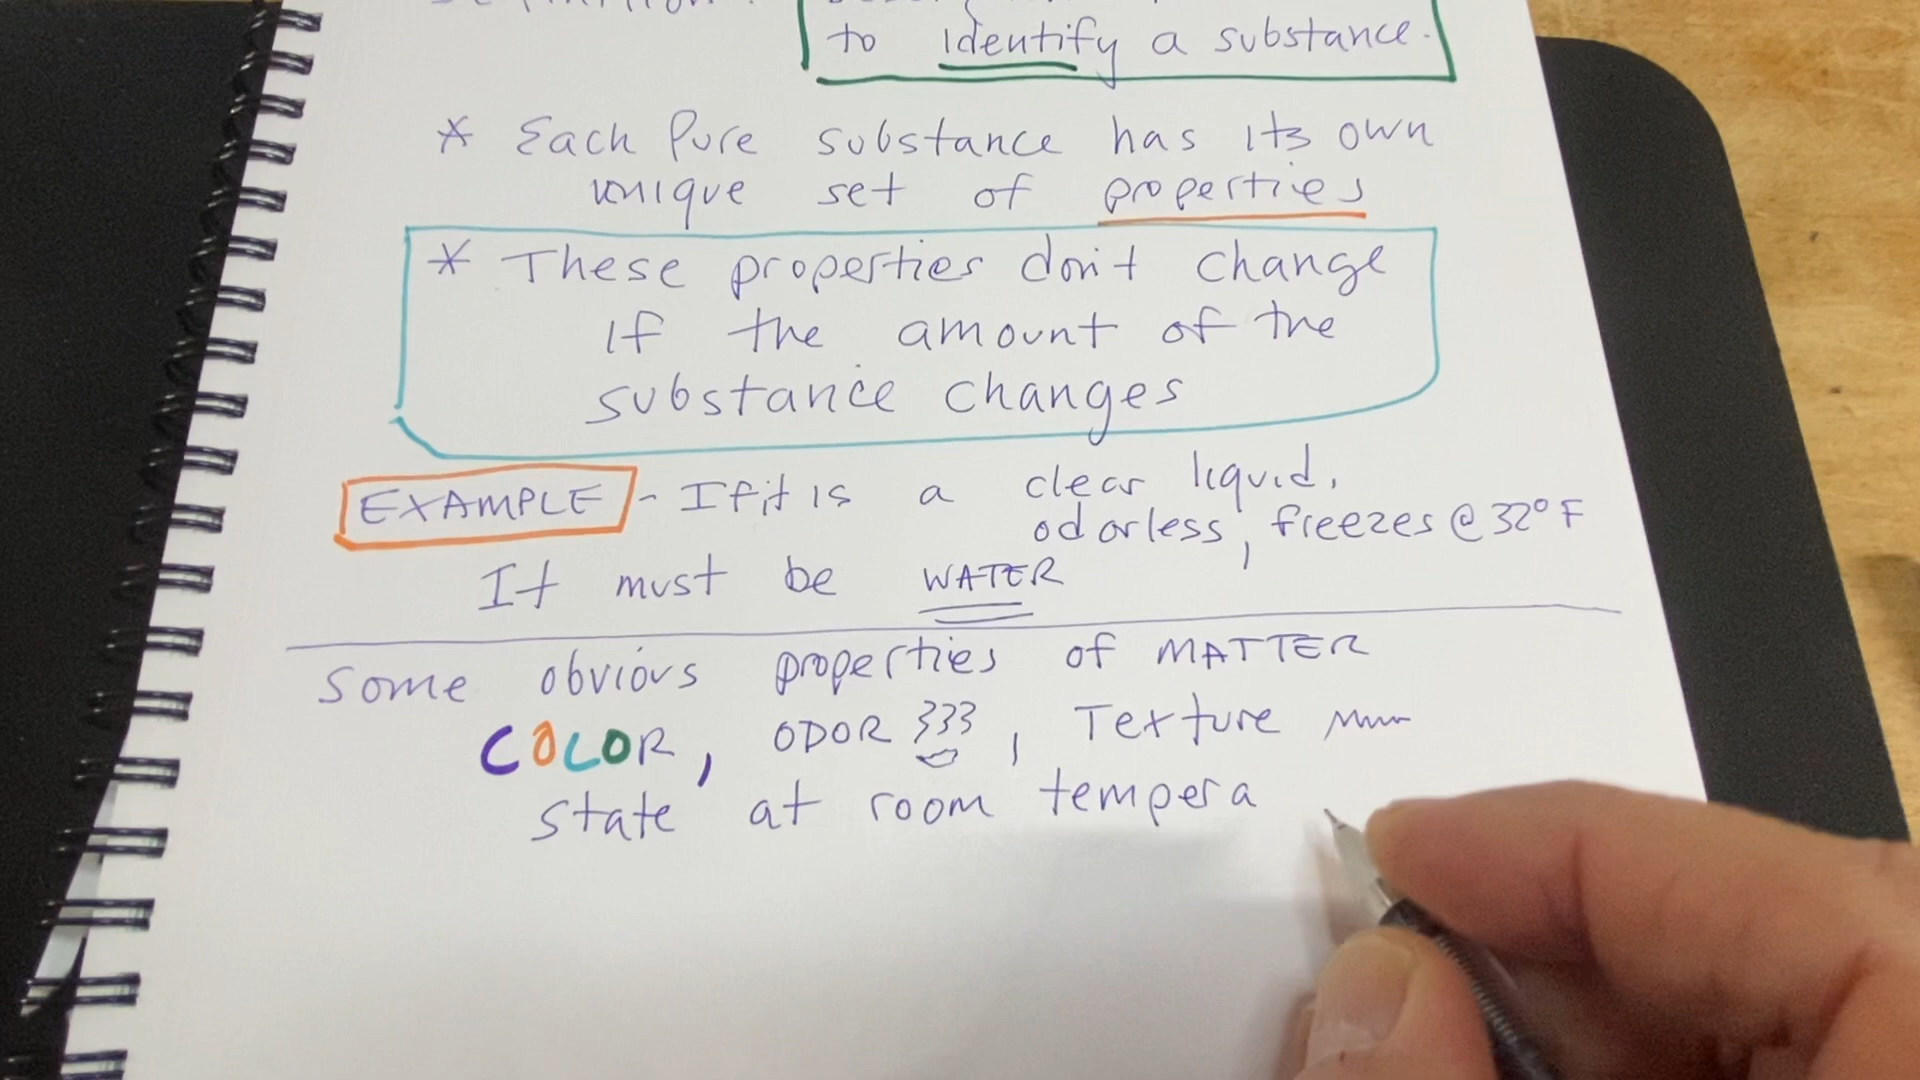 to identify a substance.
* Each Pure substance has its own
unique set of properties
* These properties don't change
If the amount of the
substance changes
EXAMPLE - If it is a clear liquid,
odorless, freezes @ 32° F
It must be WATER
Some obvious properties of MATTER
COLOR, ODOR, Texture
state at room tempera